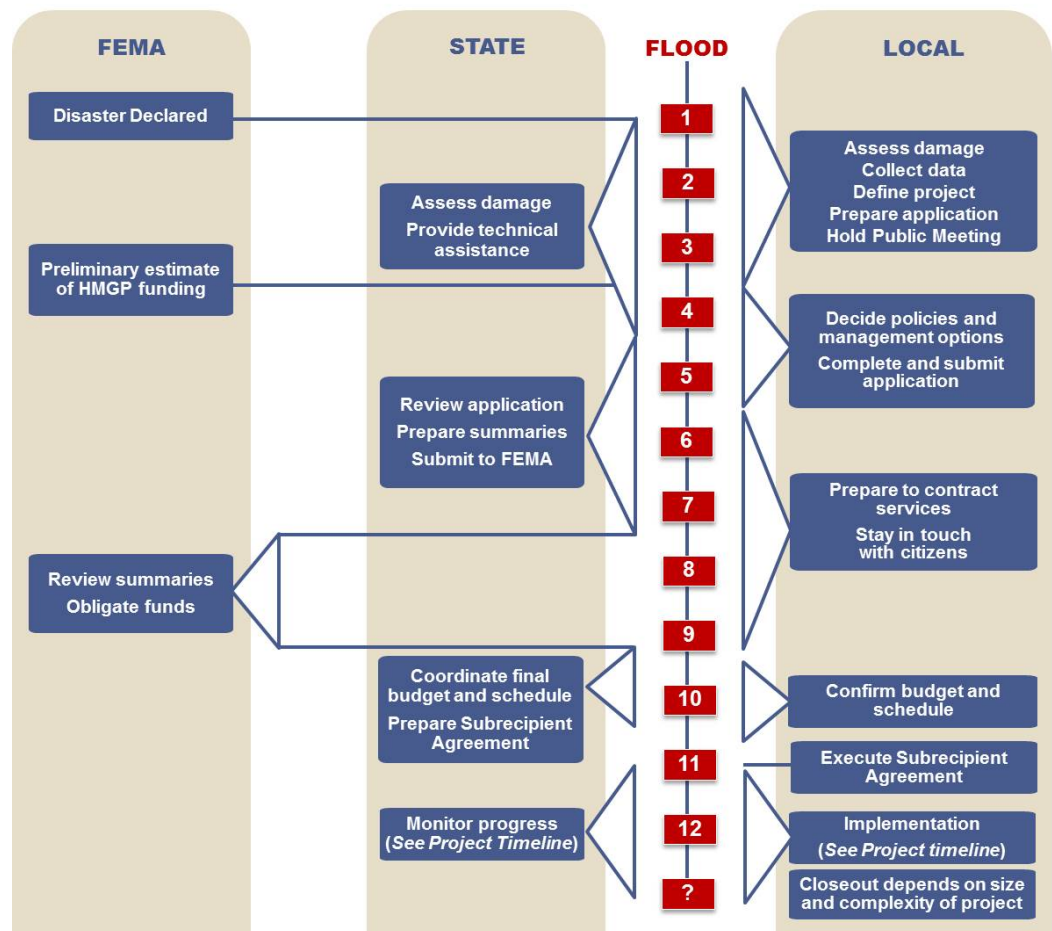 FEMA
STATE
FLOOD
LOCAL
Disaster Declared
1
Assess damage
Collect data
Define project
Prepare application
Hold Public Meeting
2
Assess damage
Provide technical
assistance
3
Preliminary estimate
of HMGP funding
4
Decide policies and
management options
Complete and submit
application
5
Review application
Prepare summaries
Submit to FEMA
6
7
Prepare to contract
services
Stay in touch
with citizens
8
Review summaries
Obligate funds
9
Coordinate final
budget and schedule
Prepare Subrecipient
Agreement
10
Confirm budget and
schedule
11
Execute Subrecipient
Agreement
Monitor progress
(See Project Timeline)
12
Implementation
(See Project timeline)
?
Closeout depends on size
and complexity of project